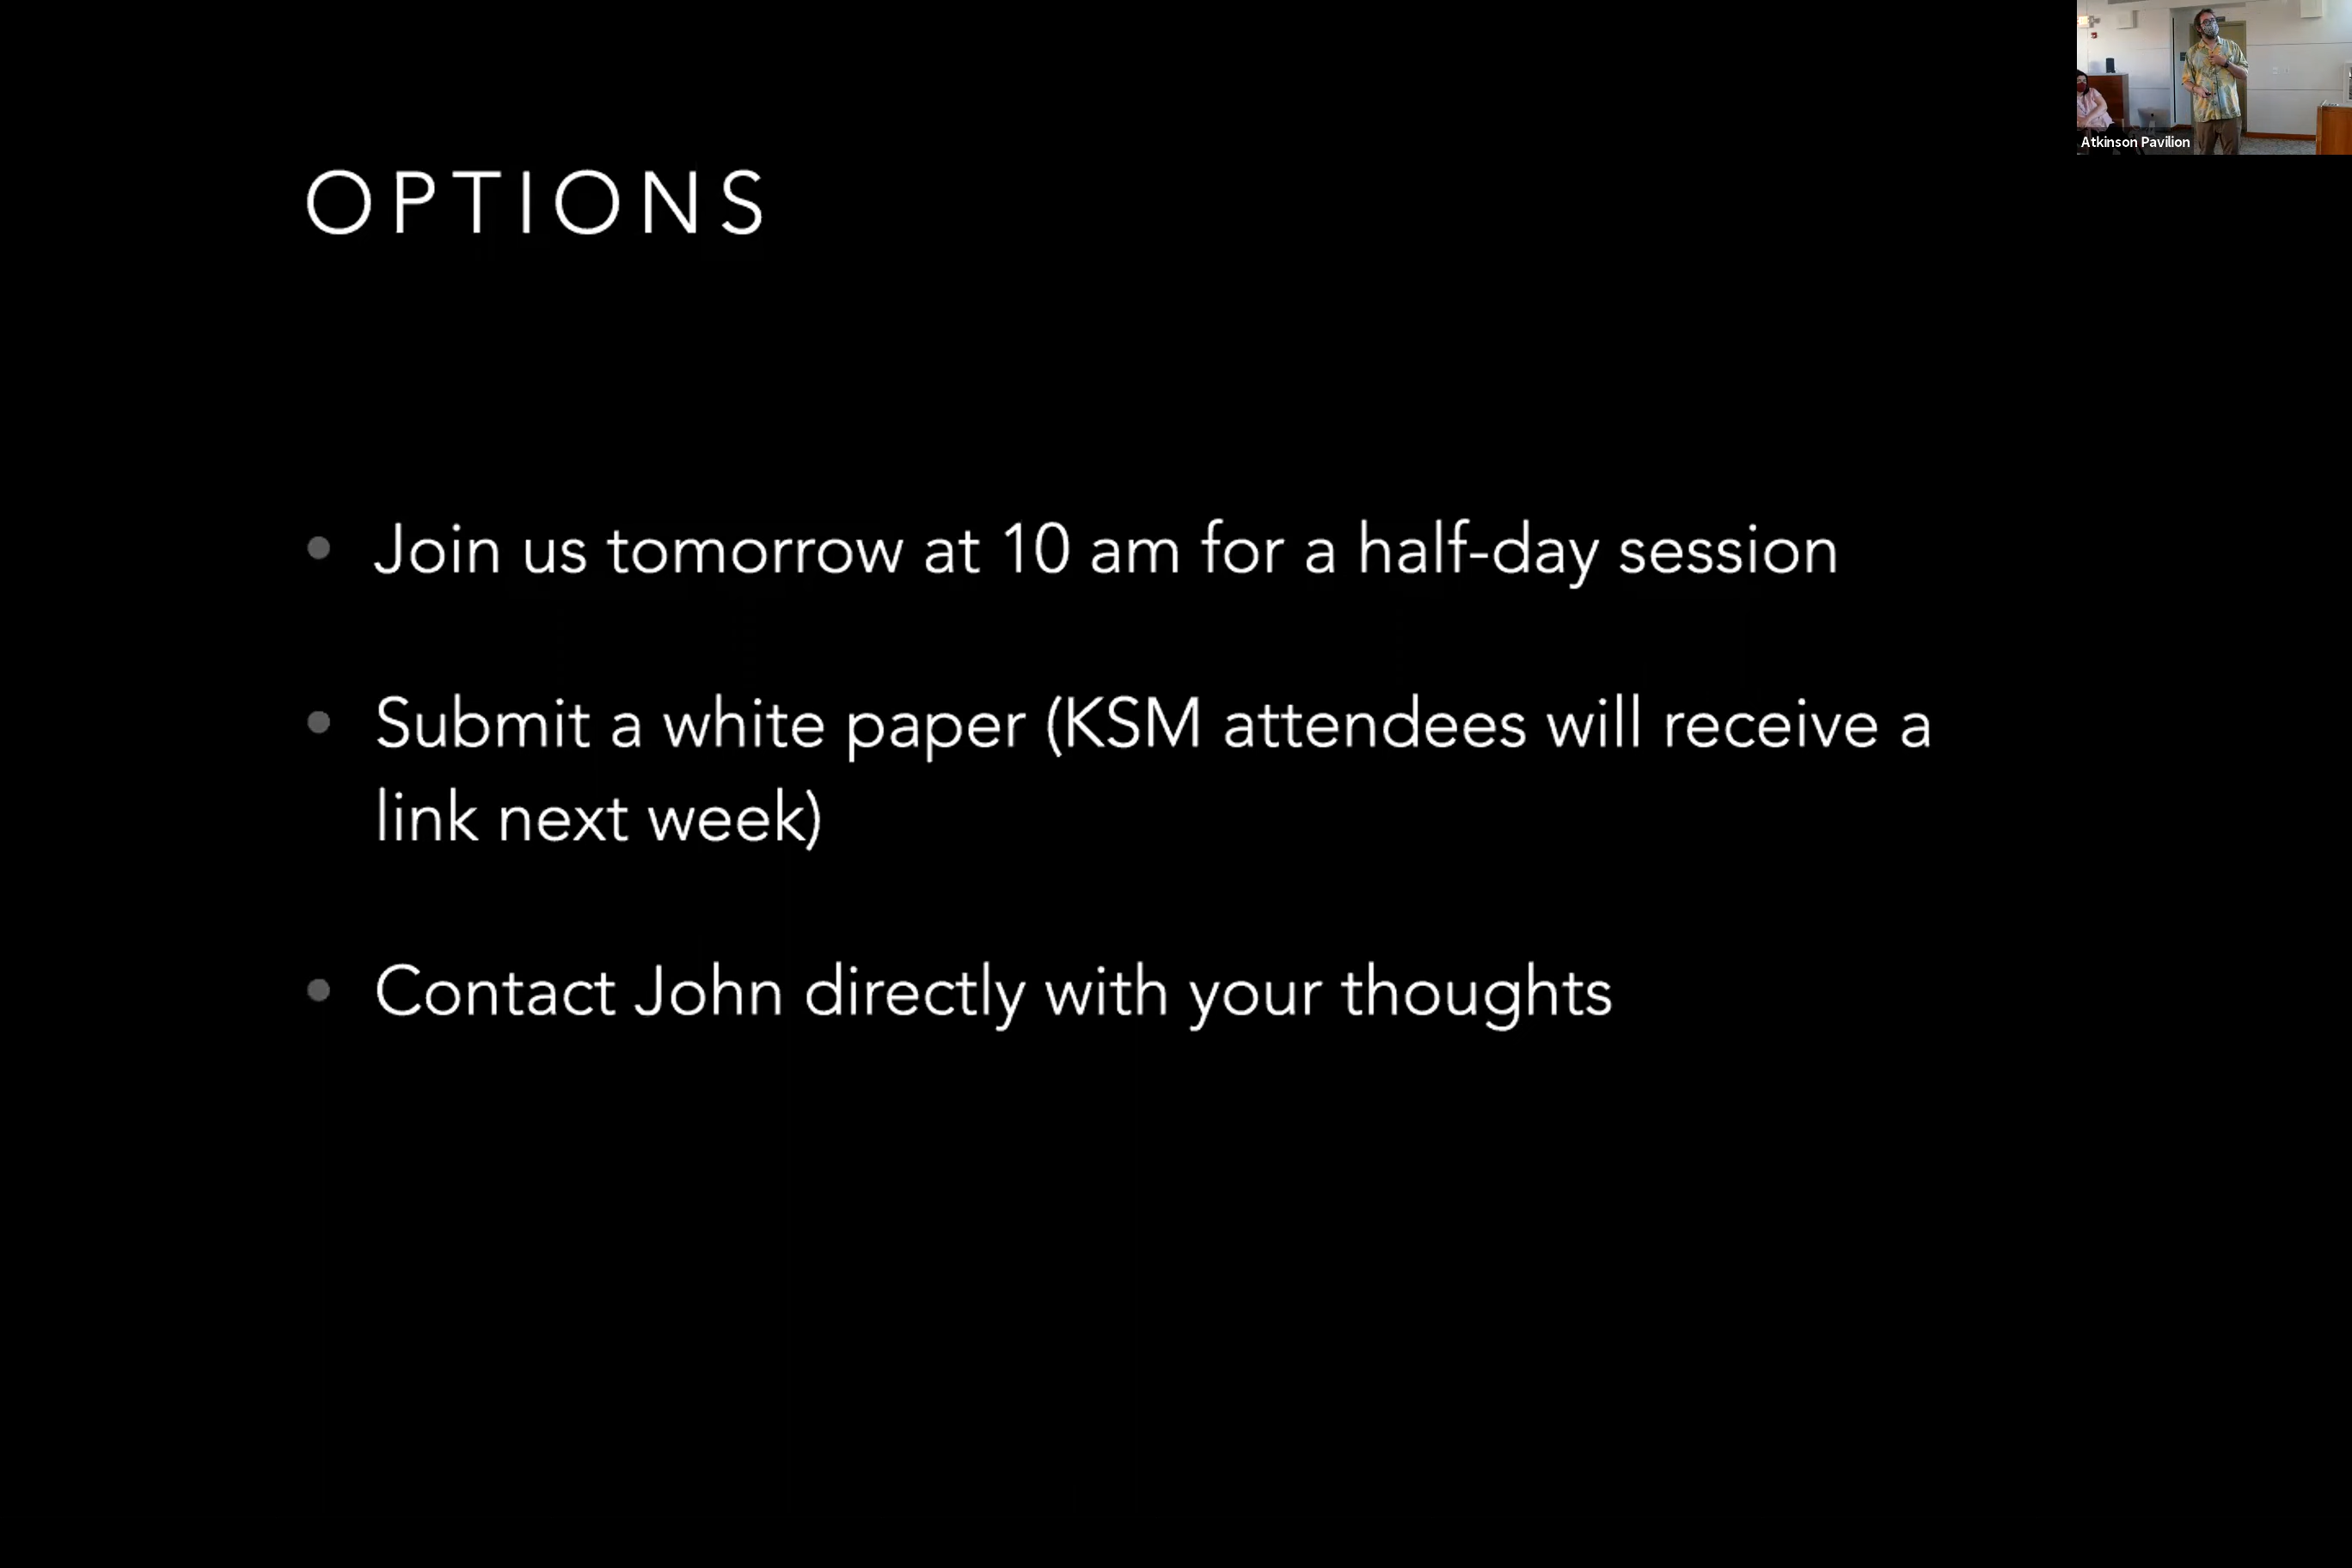 Atkinson Pavilion
OPTIONS
• Join us tomorrow at 10 am for a half-day session
• Submit a white paper (KSM attendees will receive a
link next week)
• Contact John directly with your thoughts